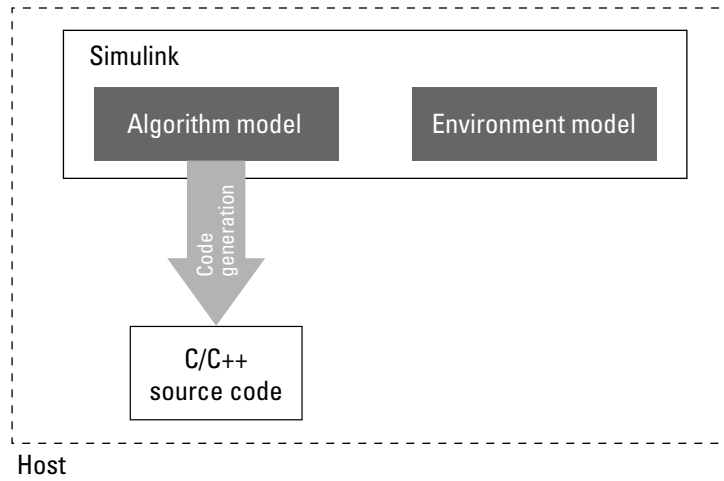 Simulink
Algorithm model
Environment model
Code
generation
C/C++
source code
Host